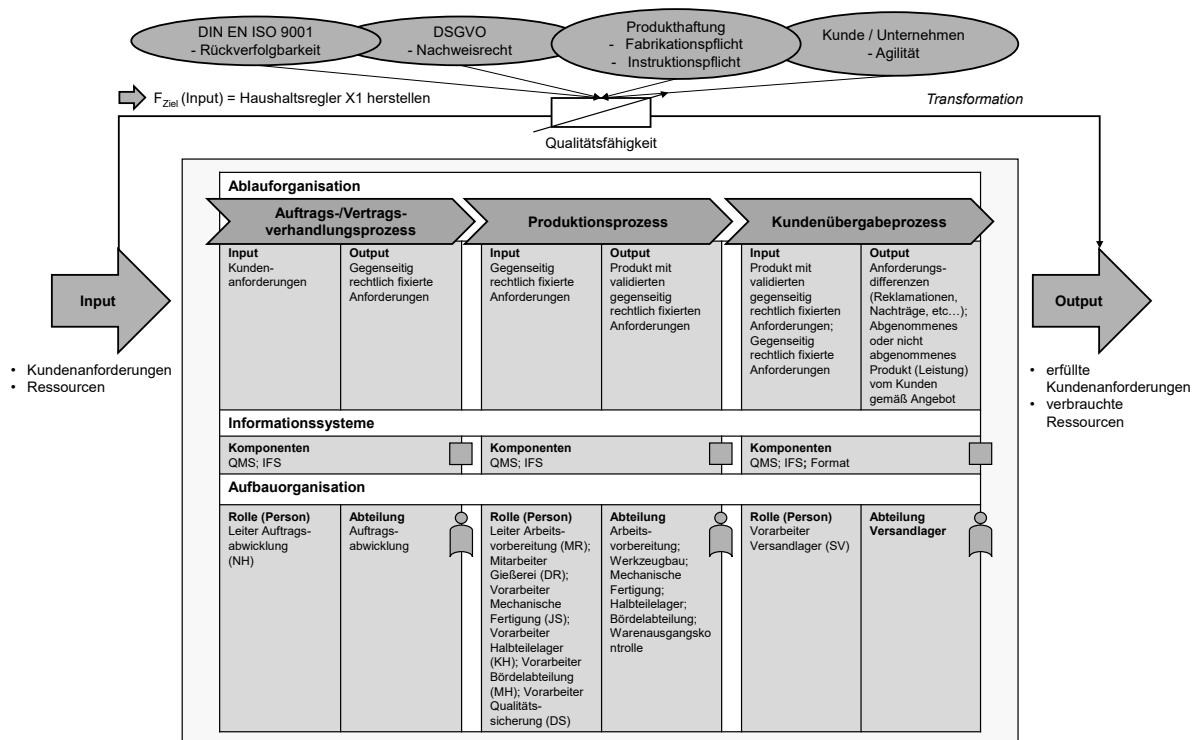 DIN EN ISO 9001
- Rückverfolgbarkeit
DSGVO
- Nachweisrecht
Produkthaftung
- Fabrikationspflicht
- Instruktionspflicht
Kunde / Unternehmen
- Agilität
F_Ziel (Input) = Haushaltsregler X1 herstellen
Transformation
Qualitätsfähigkeit
Input
• Kundenanforderungen
• Ressourcen
Ablauforganisation
Auftrags-/Vertrags-
verhandlungsprozess
Produktionsprozess
Kundenübergabeprozess
Input
Kunden-
anforderungen
Output
Gegenseitig
rechtlich fixierte
Anforderungen
Input
Gegenseitig
rechtlich fixierte
Anforderungen
Output
Produkt mit
validierten
gegenseitig
rechtlich fixierten
Anforderungen
Input
Produkt mit
validierten
gegenseitig
rechtlich fixierten
Anforderungen;
Gegenseitig
rechtlich fixierte
Anforderungen
Output
Anforderungs-
differenzen
(Reklamationen,
Nachträge, etc…);
Abgenommenes
oder nicht
abgenommenes
Produkt (Leistung)
vom Kunden
gemäß Angebot
Informationssysteme
Komponenten
QMS; IFS
Komponenten
QMS; IFS
Komponenten
QMS; IFS; Format
Aufbauorganisation
Rolle (Person)
Leiter Auftrags-
abwicklung
(NH)
Abteilung
Auftrags-
abwicklung
Rolle (Person)
Leiter Arbeits-
vorbereitung (MR);
Mitarbeiter
Gießerei (DR);
Vorarbeiter
Mechanische
Fertigung (JS);
Vorarbeiter
Halbteilelager
(KH); Vorarbeiter
Bördelabteilung
(MH); Vorarbeiter
Qualitäts-
sicherung (DS)
Abteilung
Arbeits-
vorbereitung;
Werkzeugbau;
Mechanische
Fertigung;
Halbteilelager;
Bördelabteilung;
Warenausgangsko
ntrolle
Rolle (Person)
Vorarbeiter
Versandlager (SV)
Abteilung
Versandlager
Output
• erfüllte
Kundenanforderungen
• verbrauchte
Ressourcen